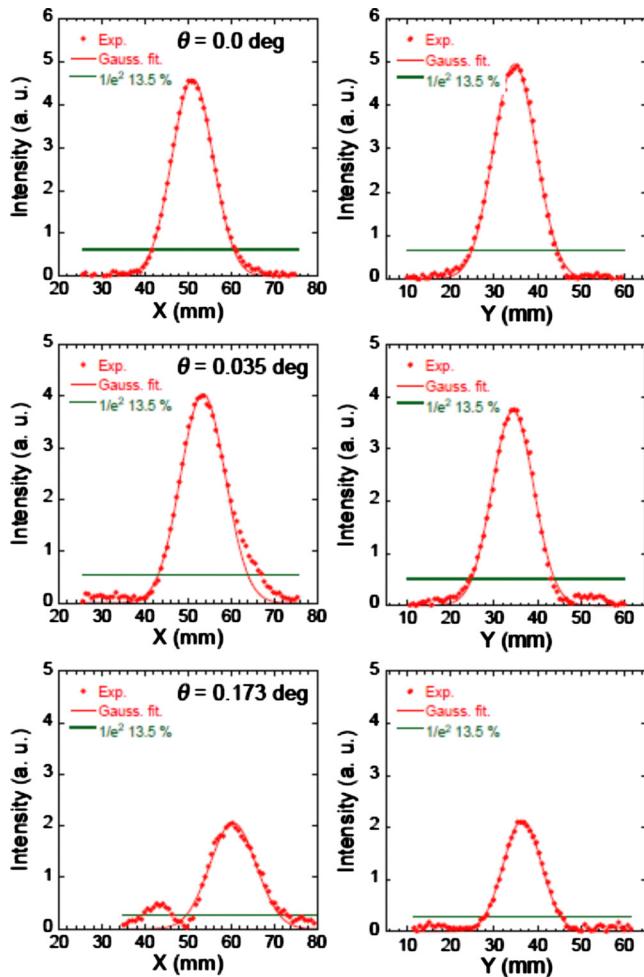 6
5
4
3
2
1
0
Intensity (a. u.)
Exp.
Gauss. fit.
1/e² 13.5 %
θ = 0.0 deg
20 30 40 50 60 70 80
X (mm)
6
5
4
3
2
1
0
Intensity (a. u.)
Exp.
Gauss. fit.
1/e² 13.5 %
0 10 20 30 40 50 60
Y (mm)
5
4
3
2
1
0
Intensity (a. u.)
Exp.
Gauss. fit.
1/e² 13.5 %
θ = 0.035 deg
20 30 40 50 60 70 80
X (mm)
5
4
3
2
1
0
Intensity (a. u.)
Exp.
Gauss. fit.
1/e² 13.5 %
10 20 30 40 50 60
Y (mm)
5
4
3
2
1
0
Intensity (a. u.)
Exp.
Gauss. fit.
1/e² 13.5 %
θ = 0.173 deg
20 30 40 50 60 70 80
X (mm)
5
4
3
2
1
0
Intensity (a. u.)
Exp.
Gauss. fit.
1/e² 13.5 %
10 20 30 40 50 60
Y (mm)